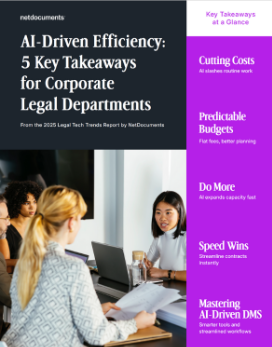 netdocuments
AI-Driven Efficiency:
5 Key Takeaways
for Corporate
Legal Departments
From the 2025 Legal Tech Trends Report by NetDocuments
Key Takeaways
at a Glance
Cutting Costs
AI slashes routine work
Predictable
Budgets
Flat fees, better planning
Do More
AI expands capacity fast
Speed Wins
Streamline contracts
instantly
Mastering
AI-Driven DMS
Smarter tools and
streamlined workflows